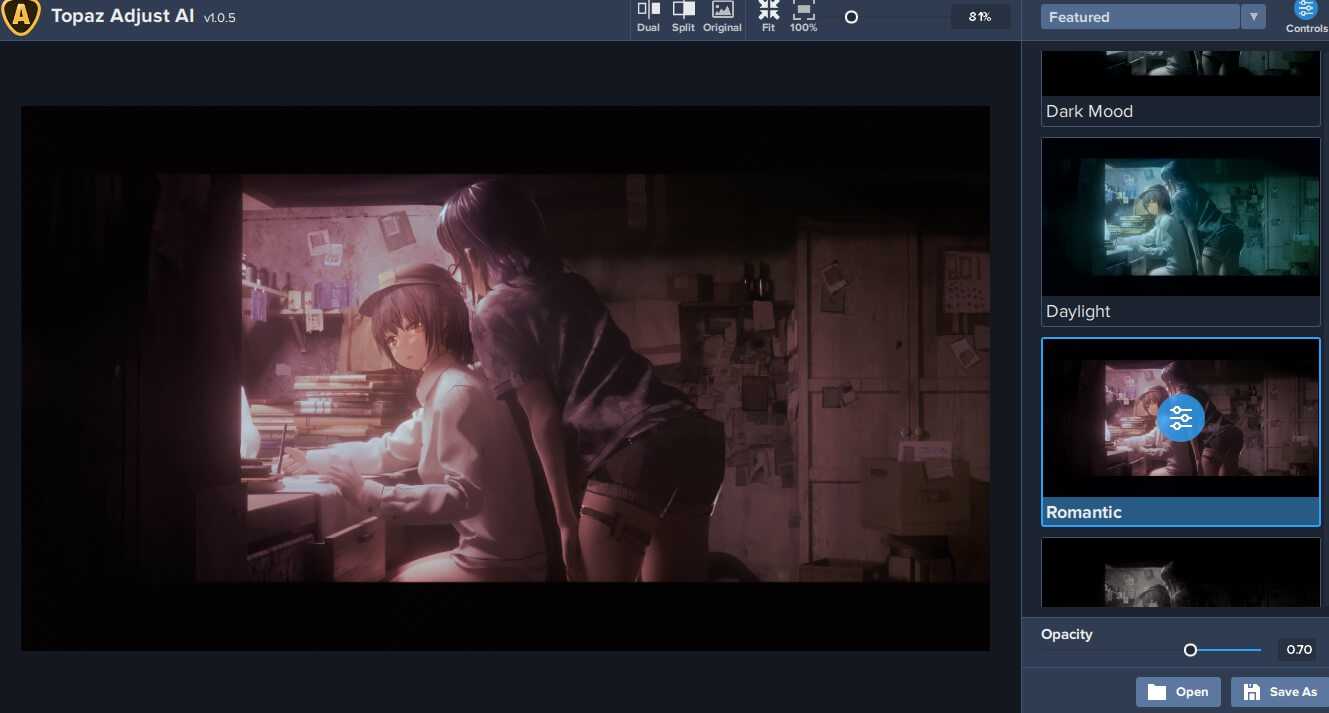 Topaz Adjust AI v1.0.5
Dual Split Original Fit 100%
81%
Featured
Controls
Dark Mood
Daylight
Romantic
Opacity
0.70
Open
Save As